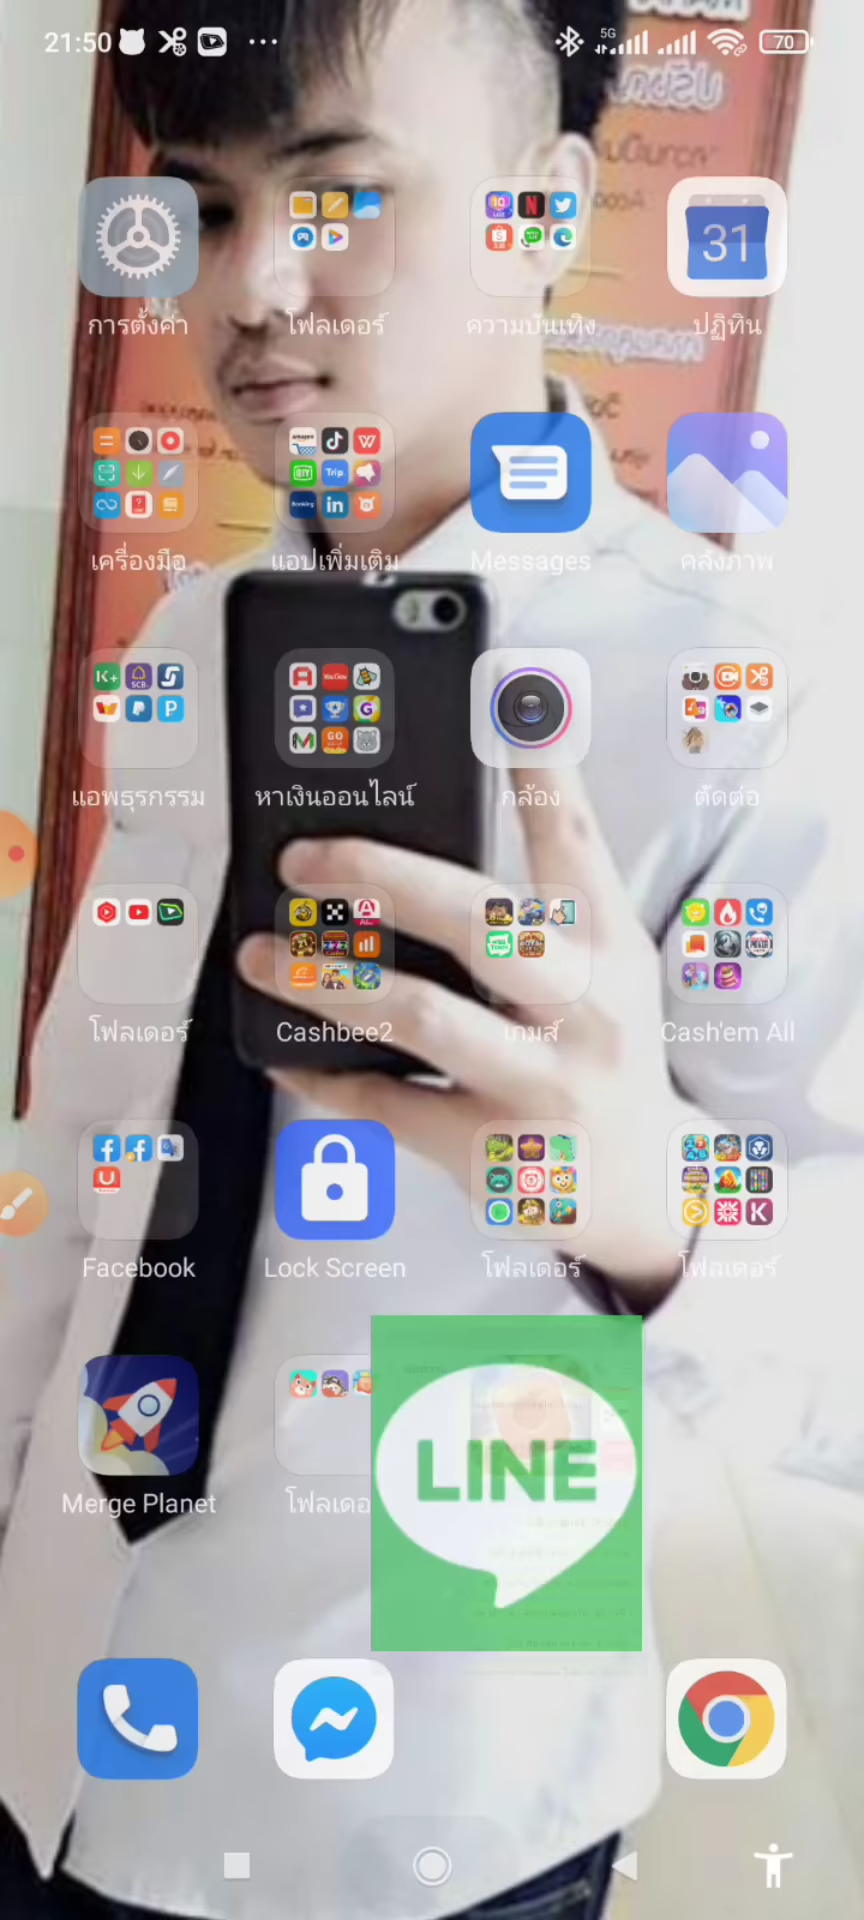 21:50
5G
70
31
การตั้งค่า
โฟลเดอร์
ความบันเทิง
ปฏิทิน
เครื่องมือ
แอปเพิ่มเติม
Messages
คลังภาพ
แอพธุรกรรม
หาเงินออนไลน์
กล้อง
ตัดต่อ
โฟลเดอร์
Cashbee2
เกมส์
Cash'em All
Facebook
Lock Screen
โฟลเดอร์
โฟลเดอร์
LINE
Merge Planet
โฟลเดอ